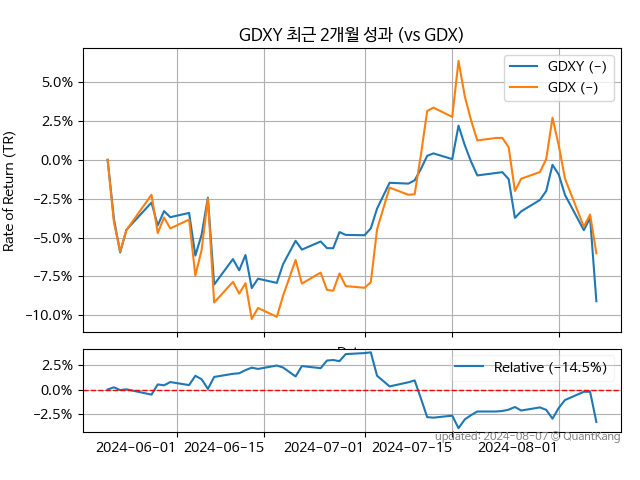 GDXY 최근 2개월 성과 (vs GDX)
Rate of Return (TR)
5.0%
2.5%
0.0%
−2.5%
−5.0%
−7.5%
−10.0%
GDXY (-)
GDX (-)
2.5%
0.0%
−2.5%
Relative (-14.5%)
2024-06-01
2024-06-15
2024-07-01
2024-07-15
2024-08-01
updated: 2024-08-07 © QuantKang